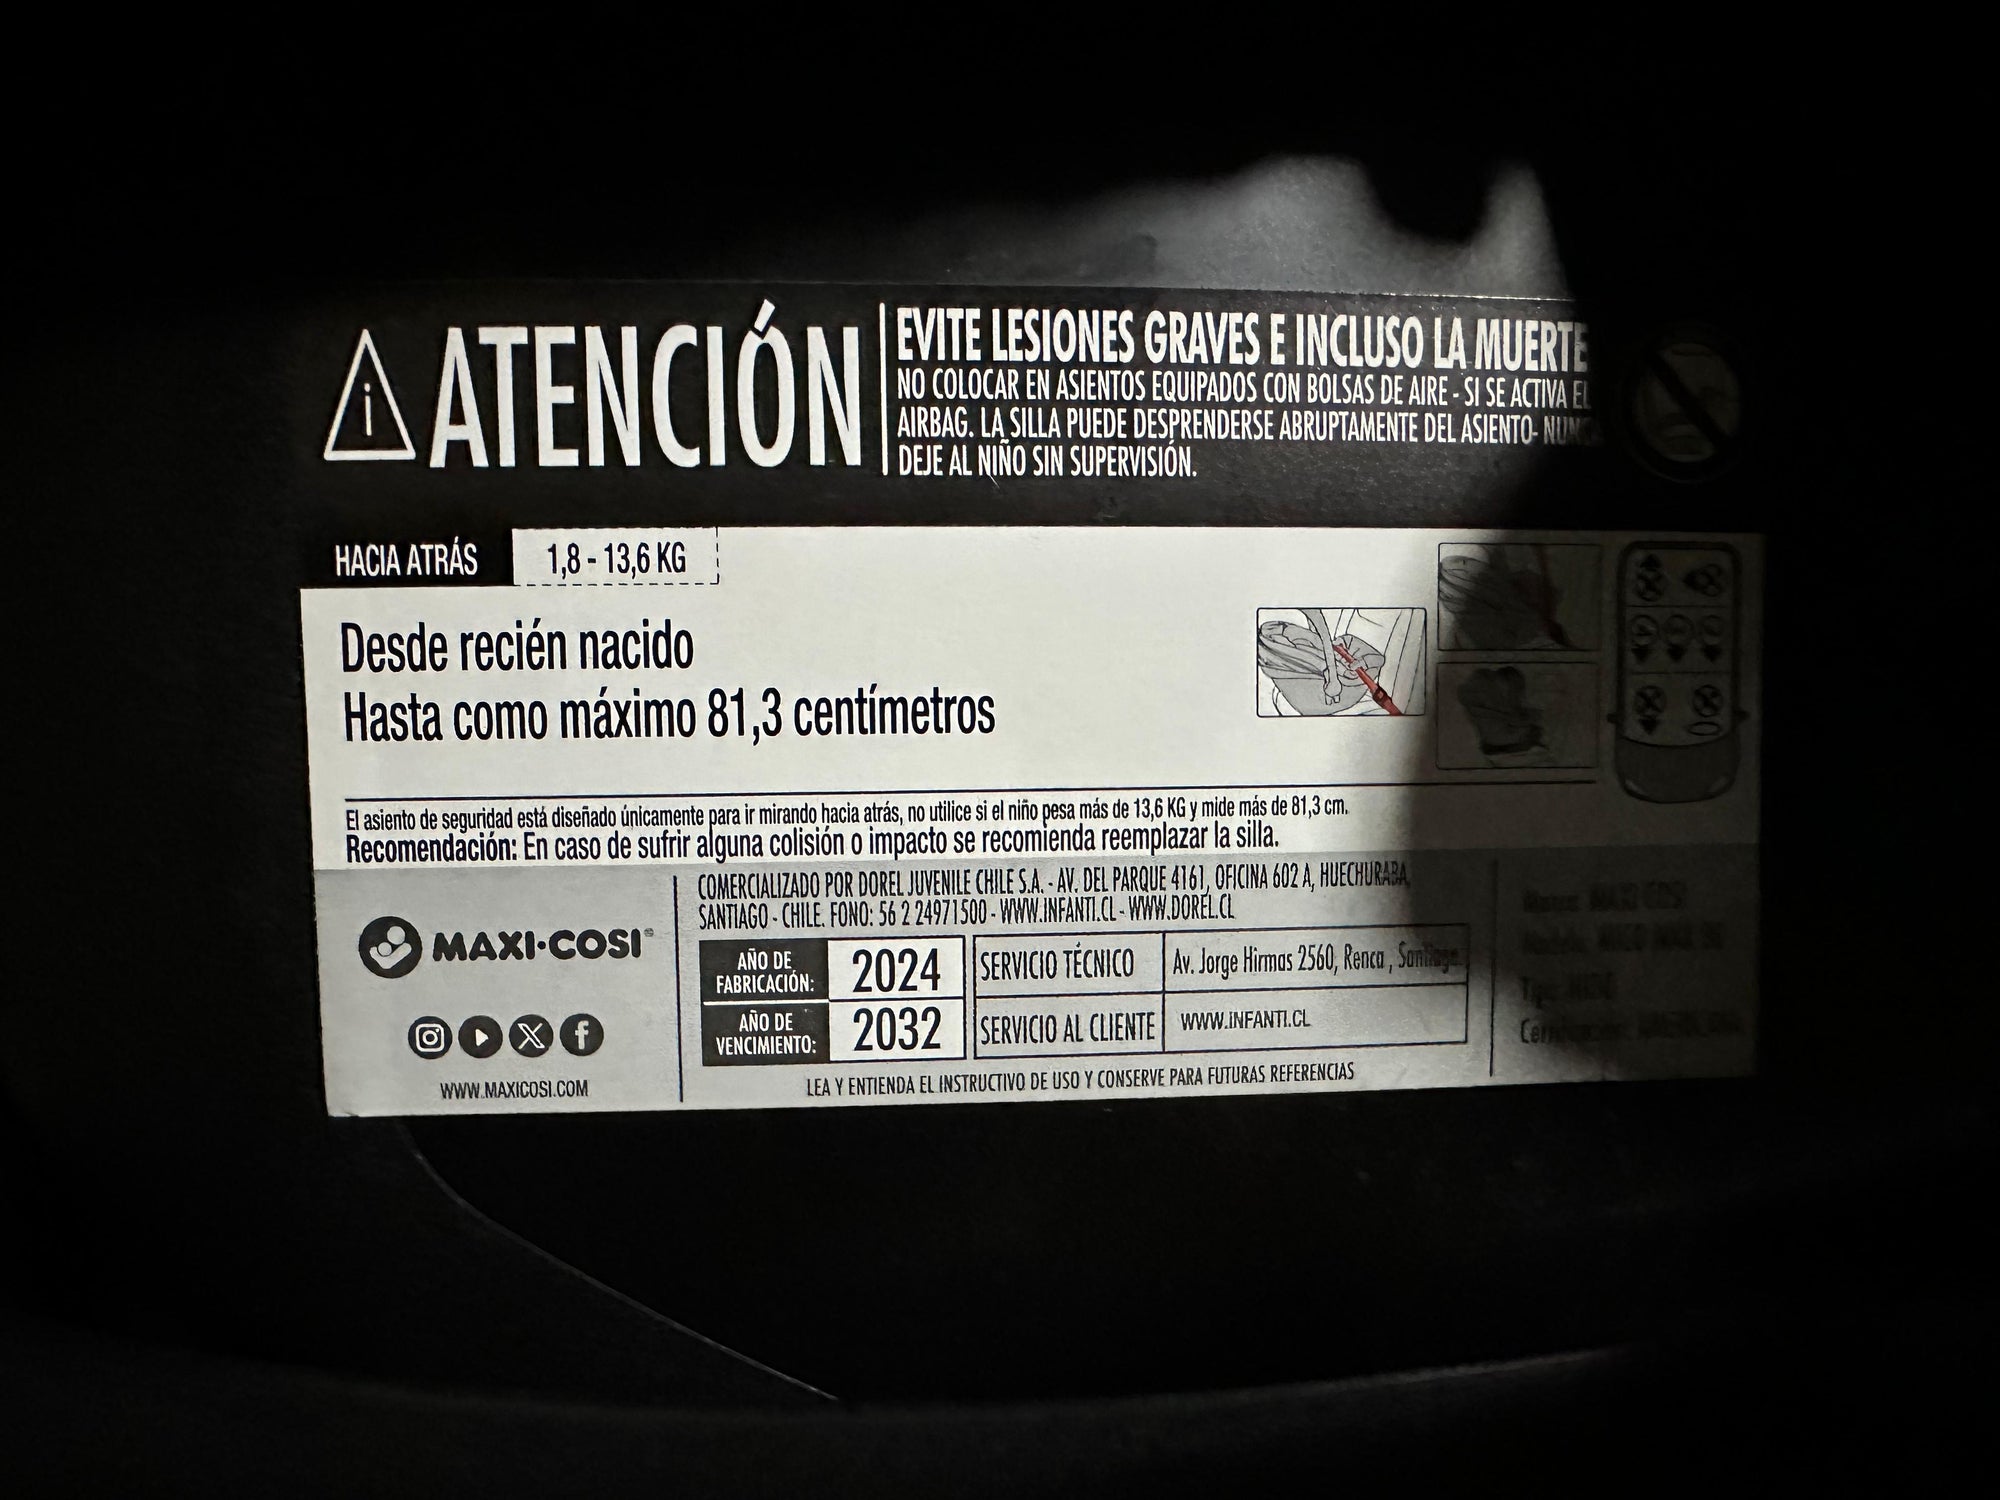 ATENCIÓN
EVITE LESIONES GRAVES E INCLUSO LA MUERTE
NO COLOCAR EN ASIENTOS EQUIPADOS CON BOLSAS DE AIRE - SI SE ACTIVA EL
AIRBAG. LA SILLA PUEDE DESPRENDERSE ABRUPTAMENTE DEL ASIENTO- NUNCA
DEJE AL NIÑO SIN SUPERVISIÓN.
HACIA ATRÁS
1,8 - 13,6 KG
Desde recién nacido
Hasta como máximo 81,3 centímetros
El asiento de seguridad está diseñado únicamente para ir mirando hacia atrás, no utilice si el niño pesa más de 13,6 KG y mide más de 81,3 cm.
Recomendación: En caso de sufrir alguna colisión o impacto se recomienda reemplazar la silla.
MAXI-COSI®
WWW.MAXICOSI.COM
COMERCIALIZADO POR DOREL JUVENILE CHILE S.A. - AV. DEL PARQUE 4161, OFICINA 602 A, HUECHURABA,
SANTIAGO - CHILE. FONO: 56 2 24971500 - WWW.INFANTI.CL - WWW.DOREL.CL
AÑO DE
FABRICACIÓN:
2024
AÑO DE
VENCIMIENTO:
2032
SERVICIO TÉCNICO
Av. Jorge Hirmas 2560, Renca , Santiago.
SERVICIO AL CLIENTE
WWW.INFANTI.CL
LEA Y ENTIENDA EL INSTRUCTIVO DE USO Y CONSERVE PARA FUTURAS REFERENCIAS
Marca: MAXI COSI